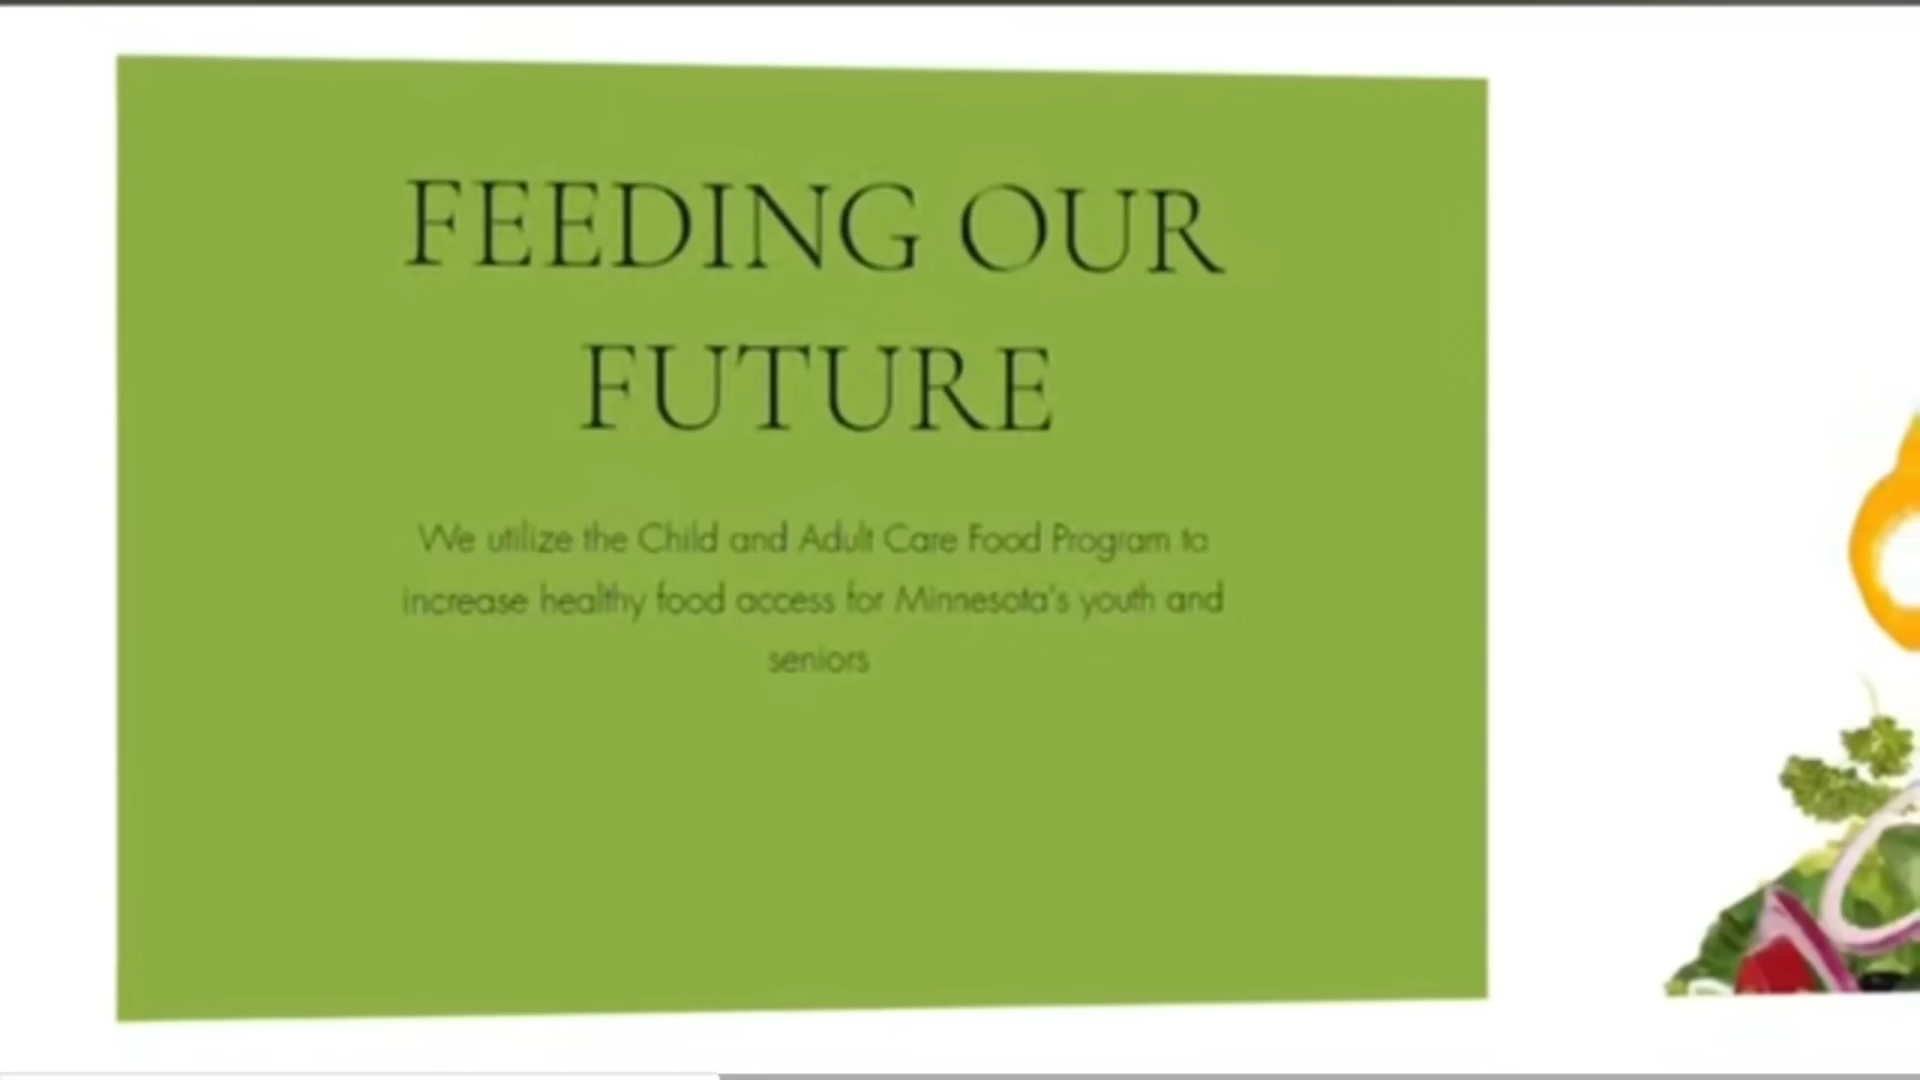 FEEDING OUR
FUTURE
We utilize the Child and Adult Care Food Program to
increase healthy food access for Minnesota's youth and
seniors